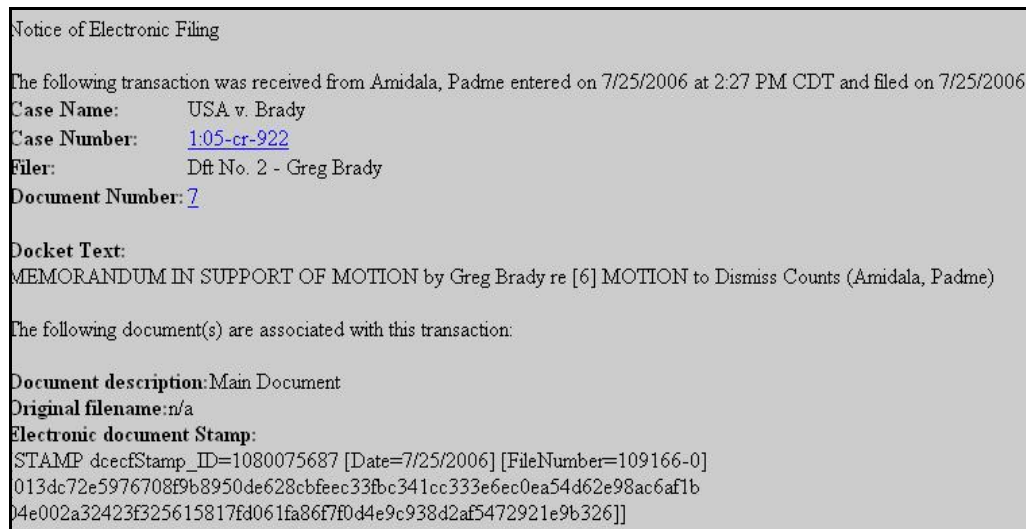 Notice of Electronic Filing
The following transaction was received from Amidala, Padme entered on 7/25/2006 at 2:27 PM CDT and filed on 7/25/2006
Case Name: USA v. Brady
Case Number: 1:05-cr-922
Filer: Dft No. 2 - Greg Brady
Document Number: 7
Docket Text:
MEMORANDUM IN SUPPORT OF MOTION by Greg Brady re [6] MOTION to Dismiss Counts (Amidala, Padme)
The following document(s) are associated with this transaction:
Document description:Main Document
Original filename:n/a
Electronic document Stamp:
STAMP dcecfStamp_ID=1080075687 [Date=7/25/2006] [FileNumber=109166-0]
013dc72e5976708f9b8950de628cbfeec33fbc341cc333e6ec0ea54d62e98ac6af1b
04e002a32423f325615817fd061fa86f7f0d4e9c938d2af5472921e9b326]]